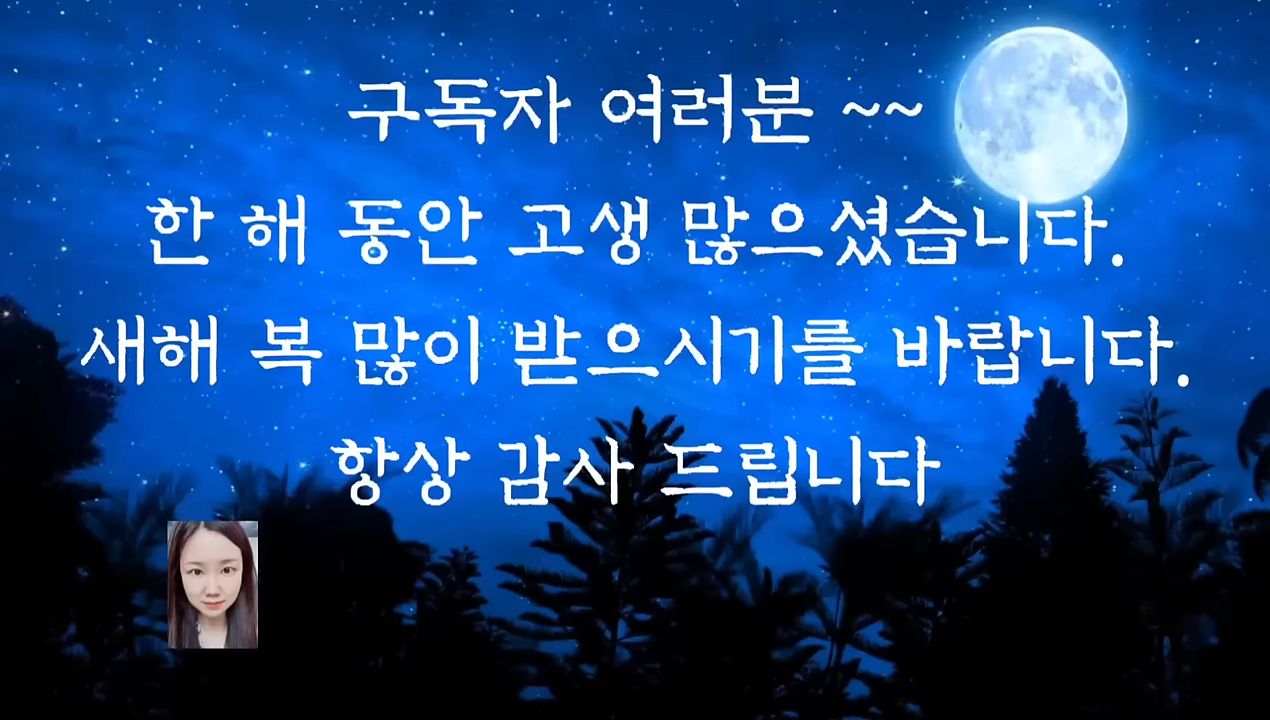 구독자 여러분 ~~
한 해 동안 고생 많으셨습니다.
새해 복 많이 받으시기를 바랍니다.
항상 감사 드립니다